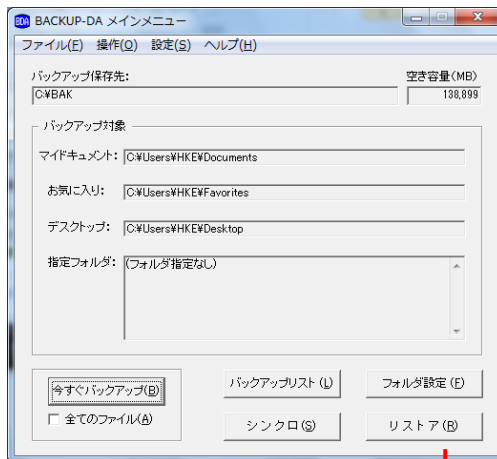 BDA BACKUP-DA メインメニュー
ファイル(F) 操作(O) 設定(S) ヘルプ(H)
バックアップ保存先: 空き容量(MB)
C:¥BAK 138,899
バックアップ対象
マイドキュメント: C:¥Users¥HKE¥Documents
お気に入り: C:¥Users¥HKE¥Favorites
デスクトップ: C:¥Users¥HKE¥Desktop
指定フォルダ: (フォルダ指定なし)
今すぐバックアップ(B) バックアップリスト(L) フォルダ設定(F)
全てのファイル(A) シンクロ(S) リストア(R)